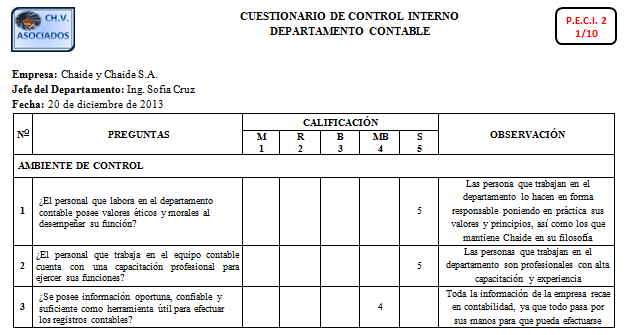 CH.V.
ASOCIADOS
CUESTIONARIO DE CONTROL INTERNO
DEPARTAMENTO CONTABLE
P.E.C.I. 2
1/10
Empresa: Chaide y Chaide S.A.
Jefe del Departamento: Ing. Sofía Cruz
Fecha: 20 de diciembre de 2013
Nº
PREGUNTAS
CALIFICACIÓN
OBSERVACIÓN
M R B MB S
1 2 3 4 5
AMBIENTE DE CONTROL
1
¿El personal que labora en el departamento
contable posee valores éticos y morales al
desempeñar su función?
5
Las persona que trabajan en el
departamento lo hacen en forma
responsable poniendo en práctica sus
valores y principios, así como los que
mantiene Chaide en su filosofía
2
¿El personal que trabaja en el equipo contable
cuenta con una capacitación profesional para
ejercer sus funciones?
5
Las personas que trabajan en el
departamento son profesionales con alta
capacitación y experiencia
3
¿Se posee información oportuna, confiable y
suficiente como herramienta útil para efectuar
los registros contables?
4
Toda la información de la empresa recae
en contabilidad, ya que todo pasa por
sus manos para que pueda efectuarse